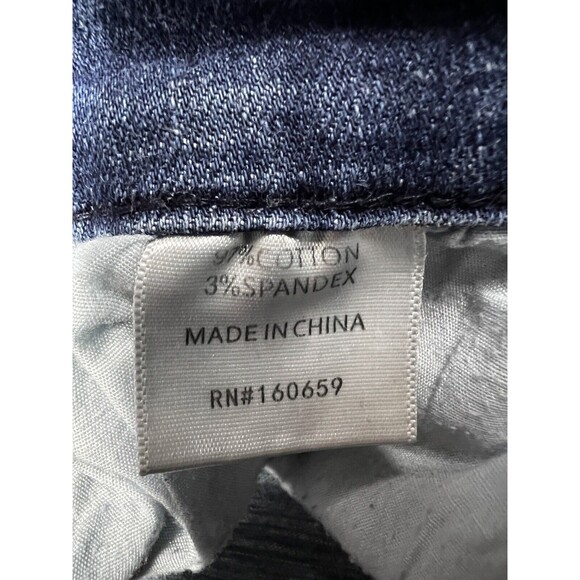 97%COTTON
3%SPANDEX
MADE IN CHINA
RN#160659